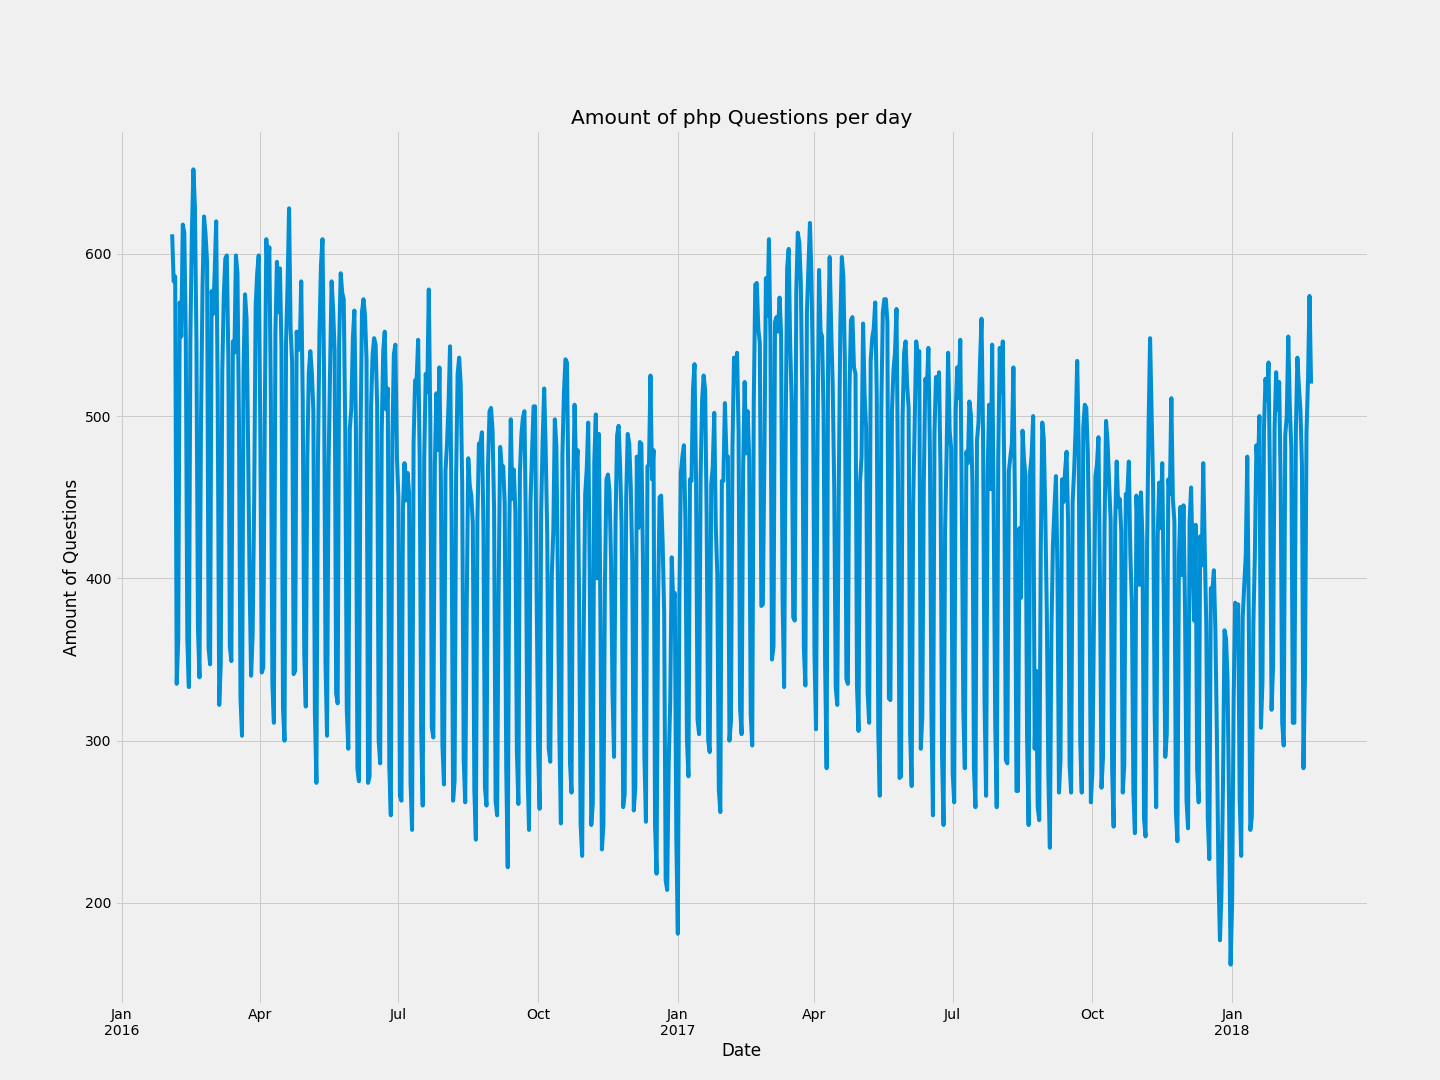 Amount of php Questions per day
Amount of Questions
600
500
400
300
200
Jan
2016
Apr
Jul
Oct
Jan
2017
Apr
Jul
Oct
Jan
2018
Date